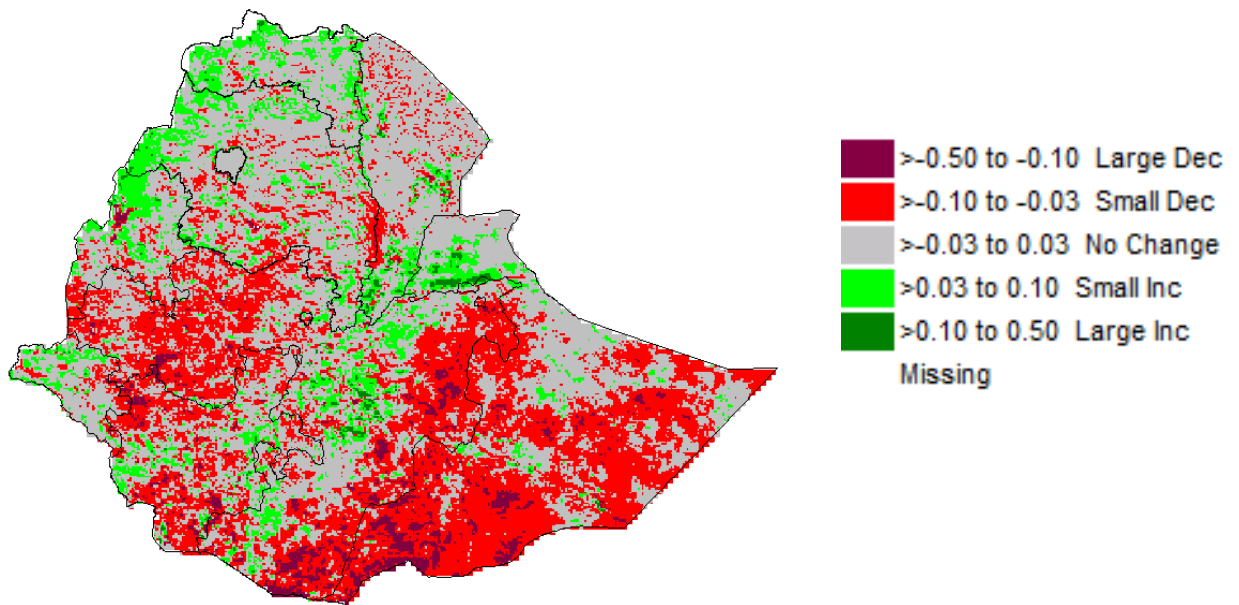 >-0.50 to -0.10 Large Dec
>-0.10 to -0.03 Small Dec
>-0.03 to 0.03 No Change
>0.03 to 0.10 Small Inc
>0.10 to 0.50 Large Inc
Missing